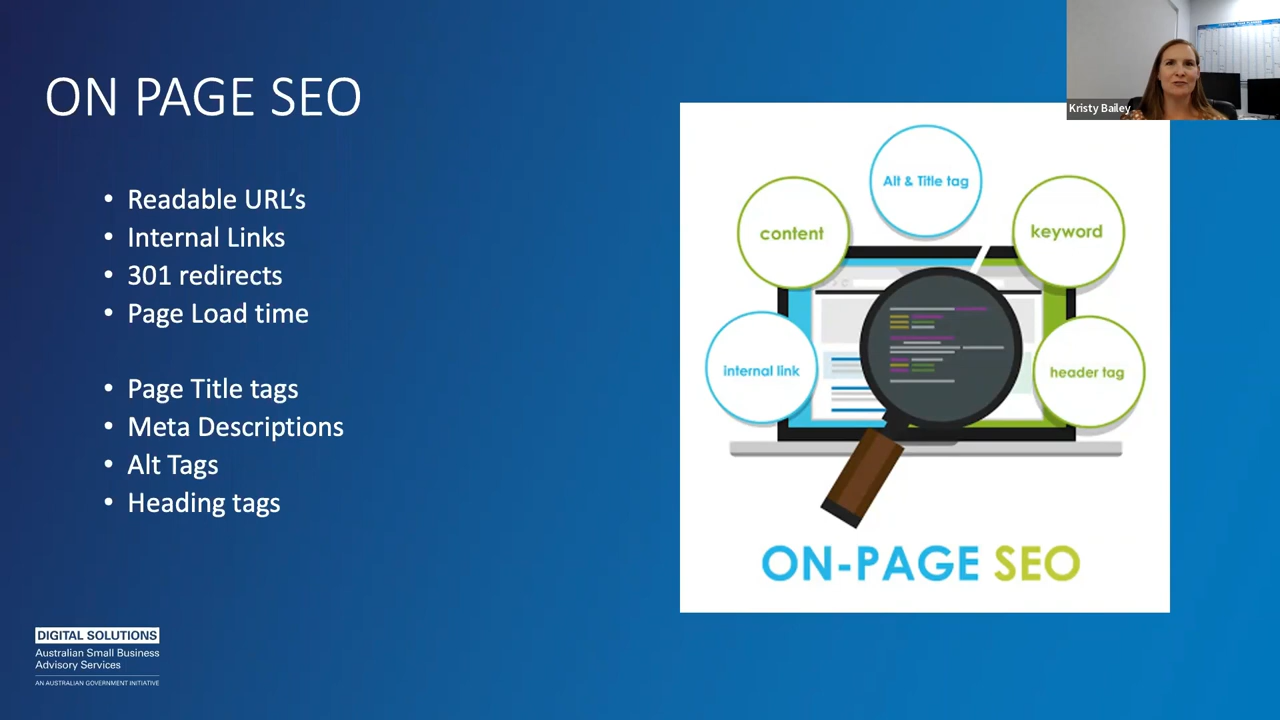 ON PAGE SEO
Kristy Bailey
• Readable URL’s
• Internal Links
• 301 redirects
• Page Load time
• Page Title tags
• Meta Descriptions
• Alt Tags
• Heading tags
Alt & Title tag
content
keyword
internal link
header tag
ON-PAGE SEO
DIGITAL SOLUTIONS
Australian Small Business
Advisory Services
AN AUSTRALIAN GOVERNMENT INITIATIVE